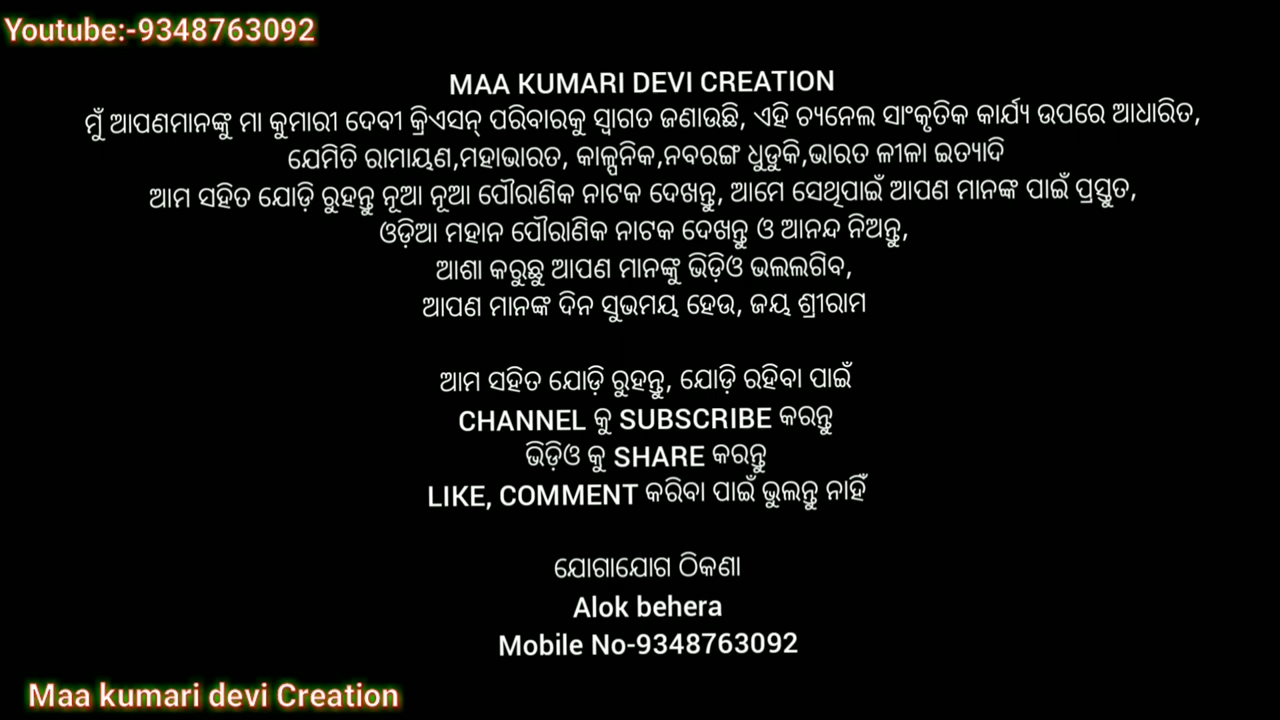 Youtube:-9348763092
MAA KUMARI DEVI CREATION
ମୁଁ ଆପଣମାନଙ୍କୁ ମା କୁମାରୀ ଦେବୀ କ୍ରିଏସନ୍ ପରିବାରକୁ ସ୍ୱାଗତ ଜଣାଉଛି, ଏହି ଚ୍ୟନେଲ ସାଂକୃତିକ କାର୍ଯ୍ୟ ଉପରେ ଆଧାରିତ,
ଯେମିତି ରାମାୟଣ,ମହାଭାରତ, କାଳ୍ପନିକ,ନବରଙ୍ଗ ଧୁଡୁକି,ଭାରତ ଳୀଳା ଇତ୍ୟାଦି
ଆମ ସହିତ ଯୋଡ଼ି ରୁହନ୍ତୁ ନୂଆ ନୂଆ ପୌରାଣିକ ନାଟକ ଦେଖନ୍ତୁ, ଆମେ ସେଥିପାଇଁ ଆପଣ ମାନଙ୍କ ପାଇଁ ପ୍ରସ୍ତୁତ,
ଓଡ଼ିଆ ମହାନ ପୌରାଣିକ ନାଟକ ଦେଖନ୍ତୁ ଓ ଆନନ୍ଦ ନିଅନ୍ତୁ,
ଆଶା କରୁଛୁ ଆପଣ ମାନଙ୍କୁ ଭିଡ଼ିଓ ଭଲଲଗିବ,
ଆପଣ ମାନଙ୍କ ଦିନ ସୁଭମୟ ହେଉ, ଜୟ ଶ୍ରୀରାମ
ଆମ ସହିତ ଯୋଡ଼ି ରୁହନ୍ତୁ, ଯୋଡ଼ି ରହିବା ପାଇଁ
CHANNEL କୁ SUBSCRIBE କରନ୍ତୁ
ଭିଡ଼ିଓ କୁ SHARE କରନ୍ତୁ
LIKE, COMMENT କରିବା ପାଇଁ ଭୁଲନ୍ତୁ ନାହିଁ
ଯୋଗାଯୋଗ ଠିକଣା
Alok behera
Mobile No-9348763092
Maa kumari devi Creation